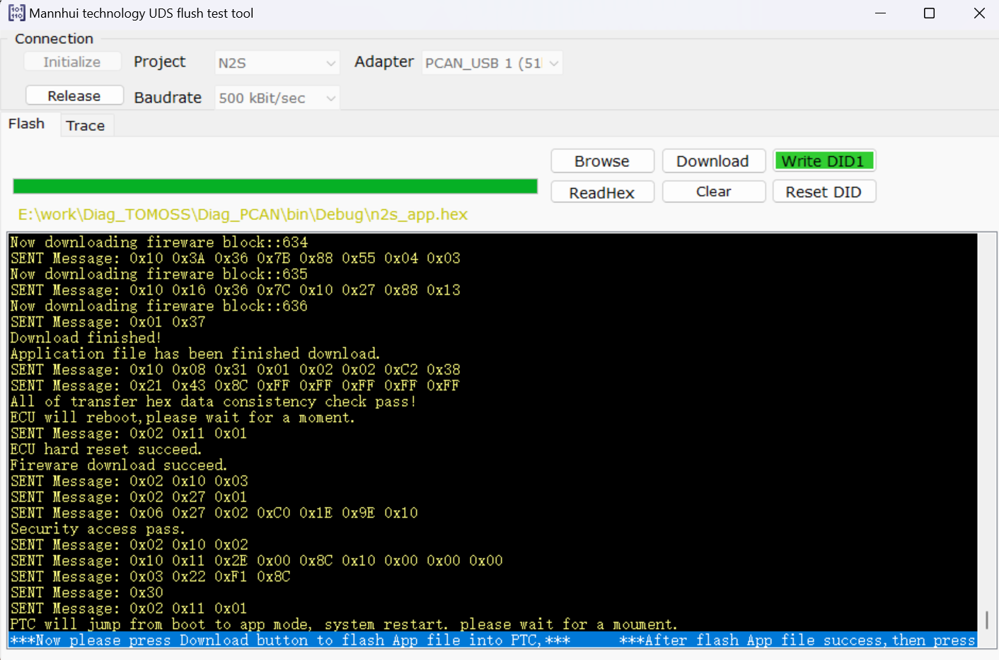 Mannhui technology UDS flush test tool
Connection
Initialize Project N2S Adapter PCAN_USB 1 (51
Release Baudrate 500 kBit/sec
Flash Trace
Browse Download Write DID1
ReadHex Clear Reset DID
E:\work\Diag_TOMOSS\Diag_PCAN\bin\Debug\n2s_app.hex
Now downloading fireware block::634
SENT Message: 0x10 0x3A 0x36 0x7B 0x88 0x55 0x04 0x03
Now downloading fireware block::635
SENT Message: 0x10 0x16 0x36 0x7C 0x10 0x27 0x88 0x13
Now downloading fireware block::636
SENT Message: 0x01 0x37
Download finished!
Application file has been finished download.
SENT Message: 0x10 0x08 0x31 0x01 0x02 0x02 0xC2 0x38
SENT Message: 0x21 0x43 0x8C 0xFF 0xFF 0xFF 0xFF 0xFF
All of transfer hex data consistency check pass!
ECU will reboot,please wait for a moment.
SENT Message: 0x02 0x11 0x01
ECU hard reset succeed.
Fireware download succeed.
SENT Message: 0x02 0x10 0x03
SENT Message: 0x02 0x27 0x01
SENT Message: 0x06 0x27 0x02 0xC0 0x1E 0x9E 0x10
Security access pass.
SENT Message: 0x02 0x10 0x02
SENT Message: 0x10 0x11 0x2E 0x00 0x8C 0x10 0x00 0x00 0x00
SENT Message: 0x03 0x22 0xF1 0x8C
SENT Message: 0x30
SENT Message: 0x02 0x11 0x01
PTC will jump from boot to app mode, system restart. please wait for a moument.
***Now please press Download button to flash App file into PTC,*** ***After flash App file success,then press